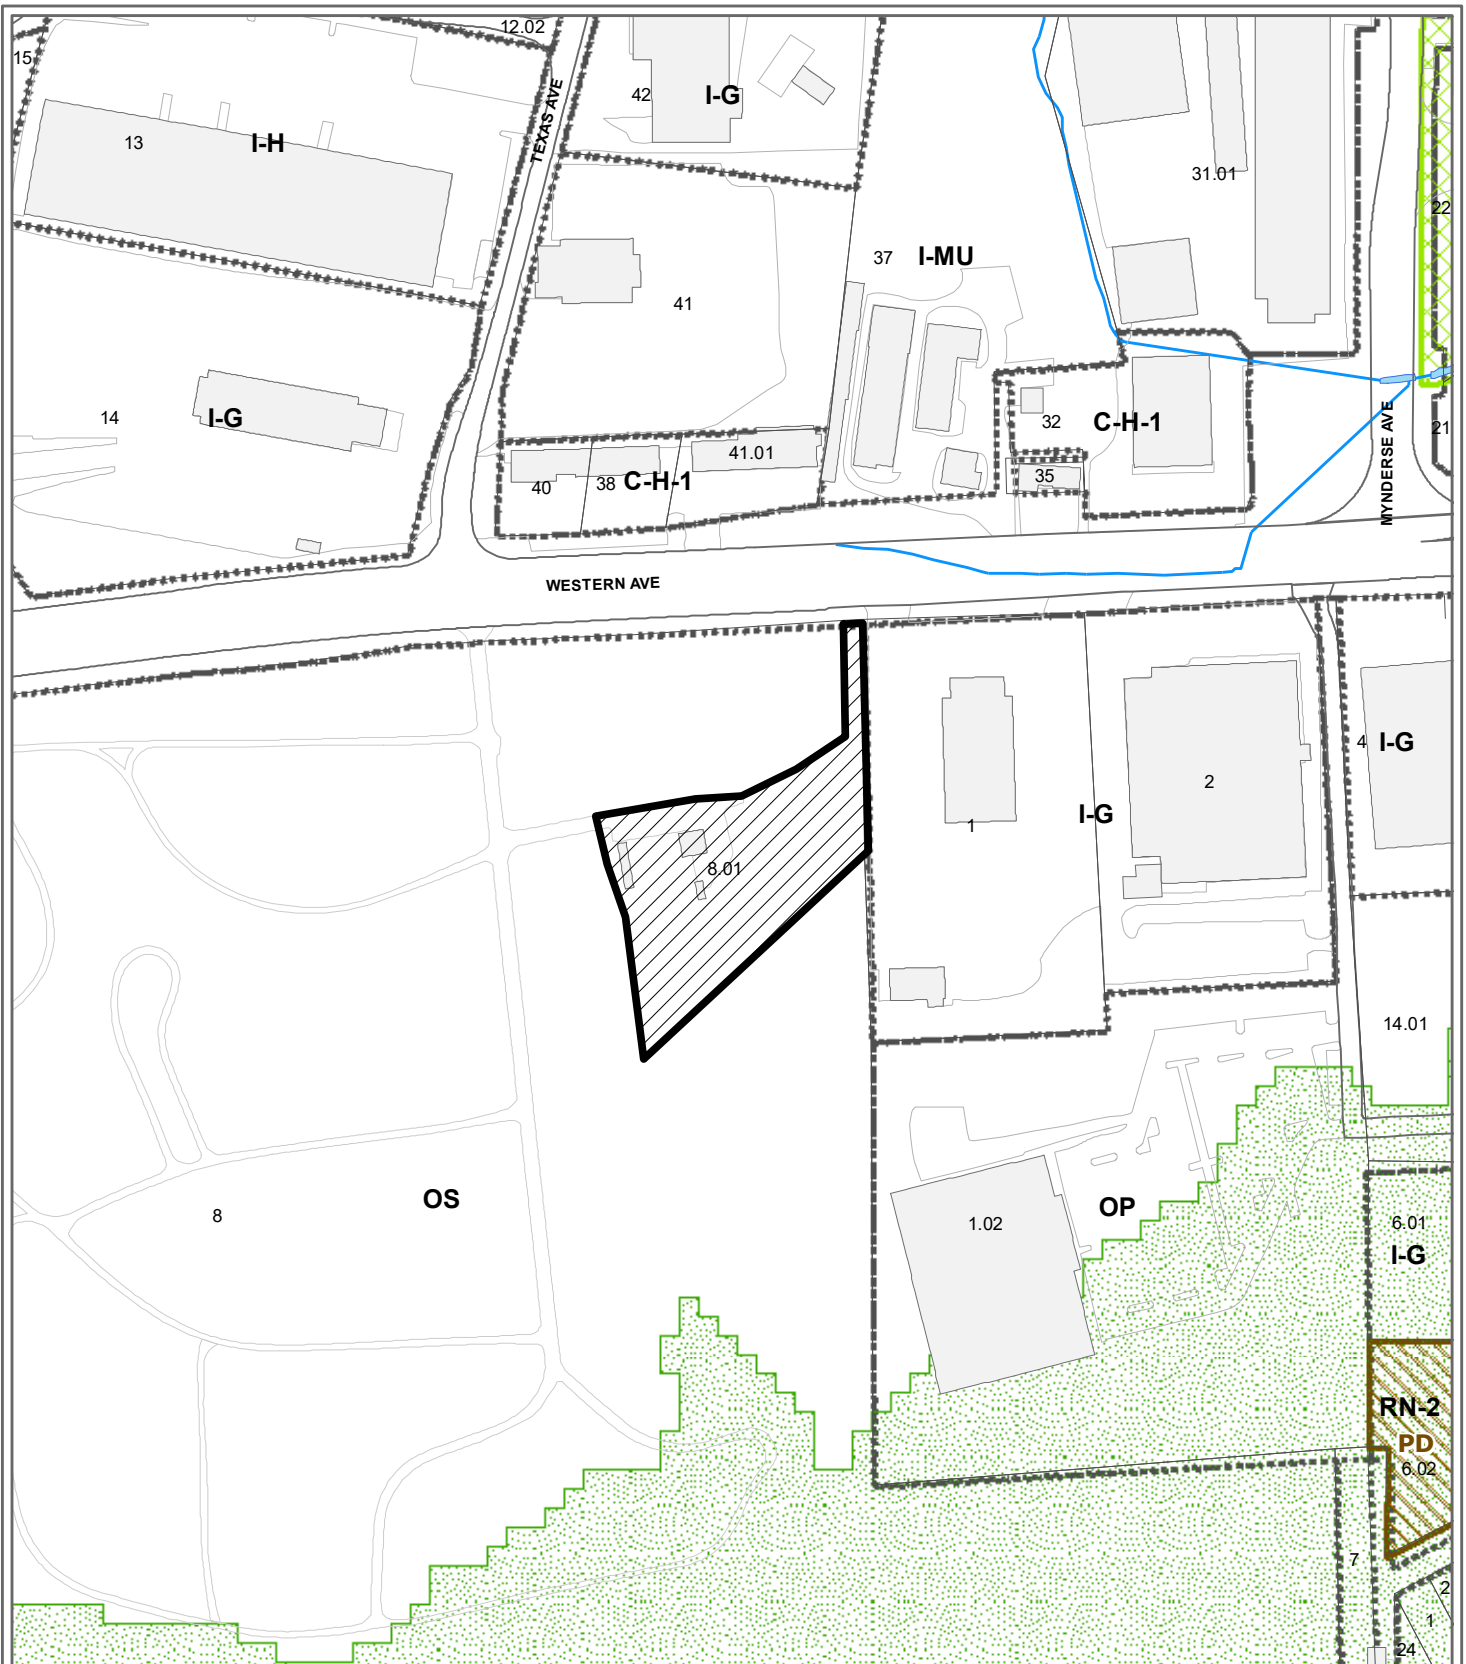 12.02
15
42
I-G
13
I-H
TEXAS AVE
31.01
22
37
I-MU
41
14
I-G
32
C-H-1
21
41.01
40
38
C-H-1
35
MYNDERSE AVE
WESTERN AVE
4
I-G
2
1
I-G
8.01
14.01
OS
8
1.02
OP
6.01
I-G
RN-2
PD
6.02
7
2
1
24